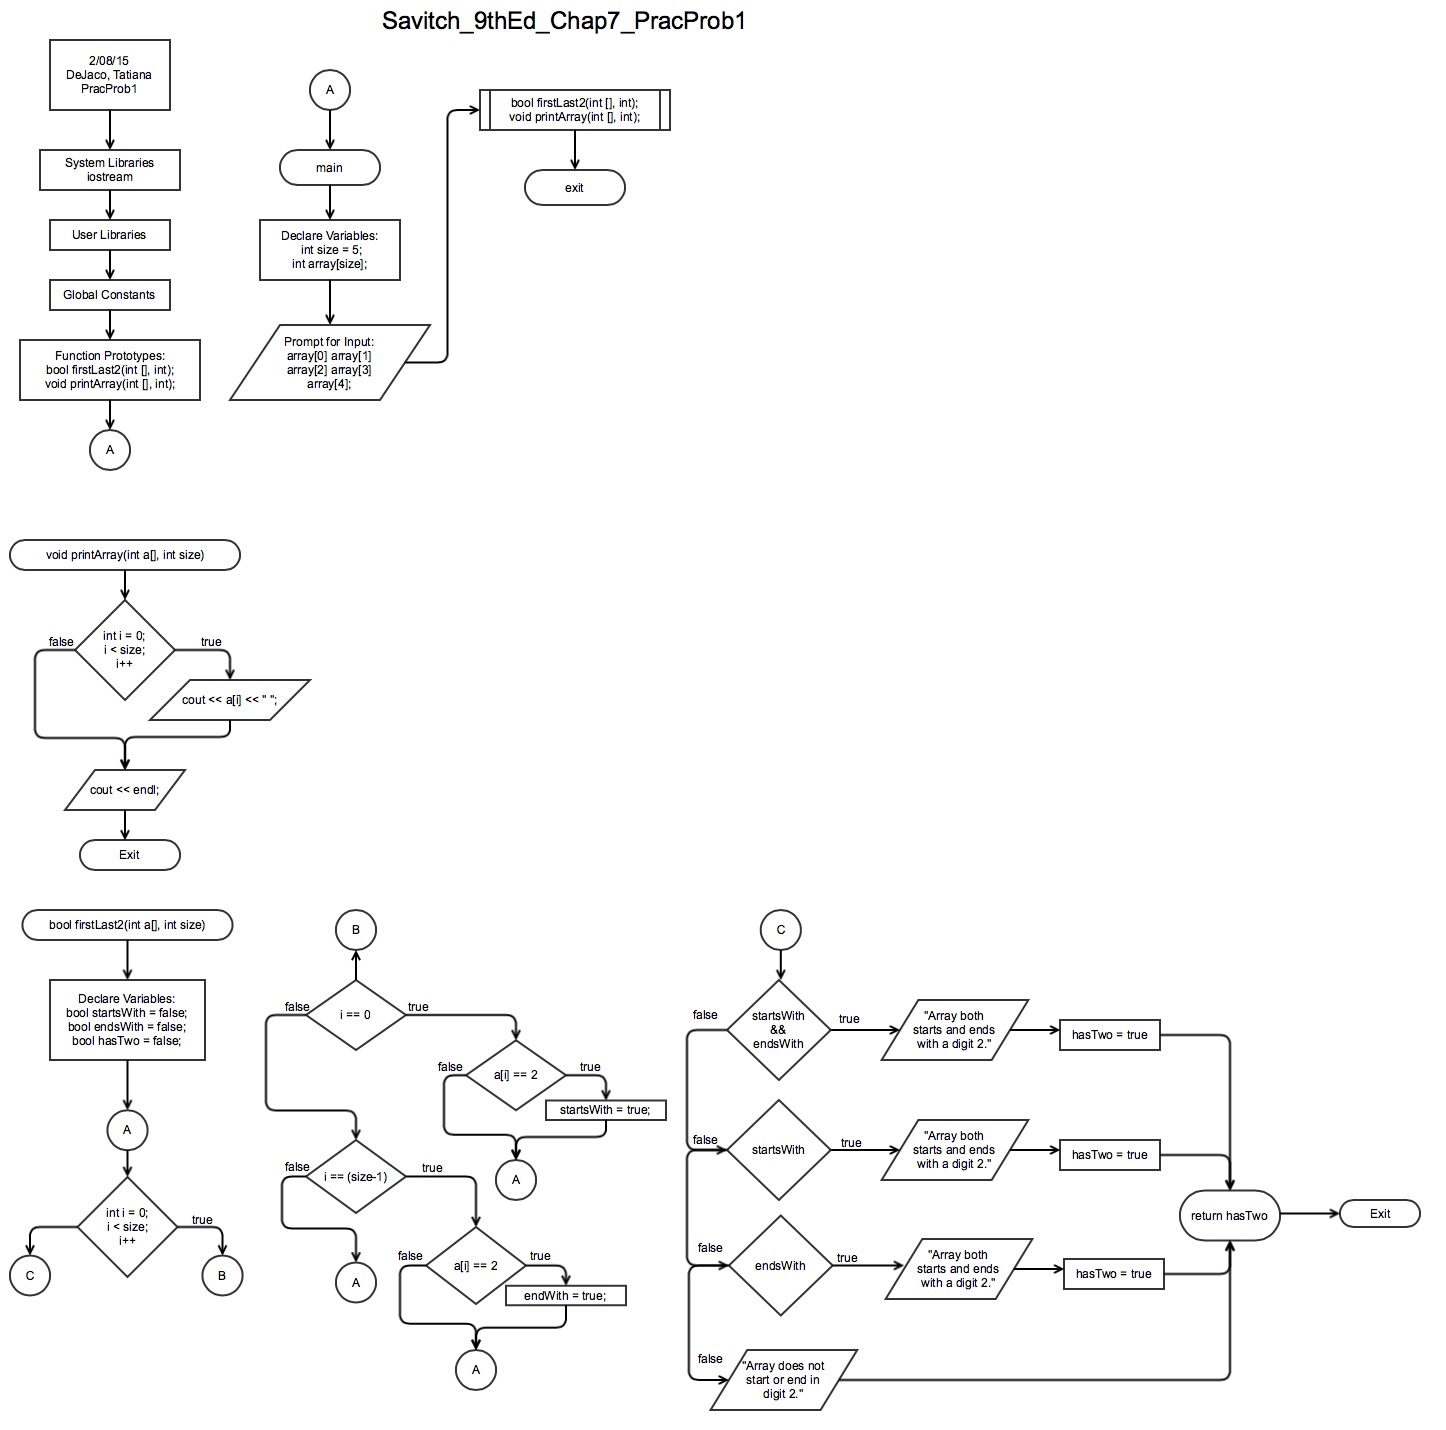 Savitch_9thEd_Chap7_PracProb1
2/08/15
DeJaco, Tatiana
PracProb1
System Libraries
iostream
User Libraries
Global Constants
Function Prototypes:
bool firstLast2(int [], int);
void printArray(int [], int);
A
A
main
Declare Variables:
int size = 5;
int array[size];
Prompt for Input:
array[0] array[1]
array[2] array[3]
array[4];
bool firstLast2(int [], int);
void printArray(int [], int);
exit
void printArray(int a[], int size)
int i = 0;
i < size;
i++
false
true
cout << a[i] << " ";
cout << endl;
Exit
bool firstLast2(int a[], int size)
Declare Variables:
bool startsWith = false;
bool endsWith = false;
bool hasTwo = false;
A
int i = 0;
i < size;
i++
true
C
B
B
i == 0
false
true
a[i] == 2
false
true
startsWith = true;
A
i == (size-1)
false
true
A
a[i] == 2
false
true
endWith = true;
A
C
startsWith
&&
endsWith
false
true
"Array both
starts and ends
with a digit 2."
hasTwo = true
startsWith
false
true
"Array both
starts and ends
with a digit 2."
hasTwo = true
endsWith
false
true
"Array both
starts and ends
with a digit 2."
hasTwo = true
false
"Array does not
start or end in
digit 2."
return hasTwo
Exit